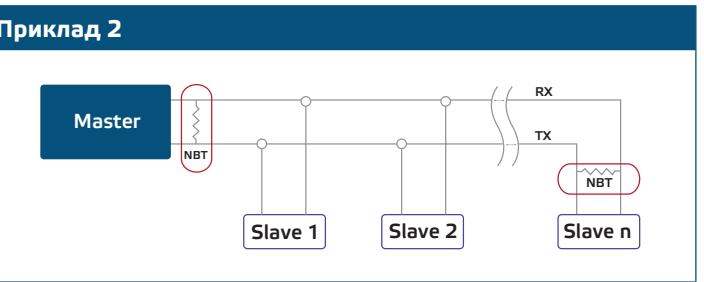 Приклад 2
RX
Master
TX
NBT
NBT
Slave 1
Slave 2
Slave n